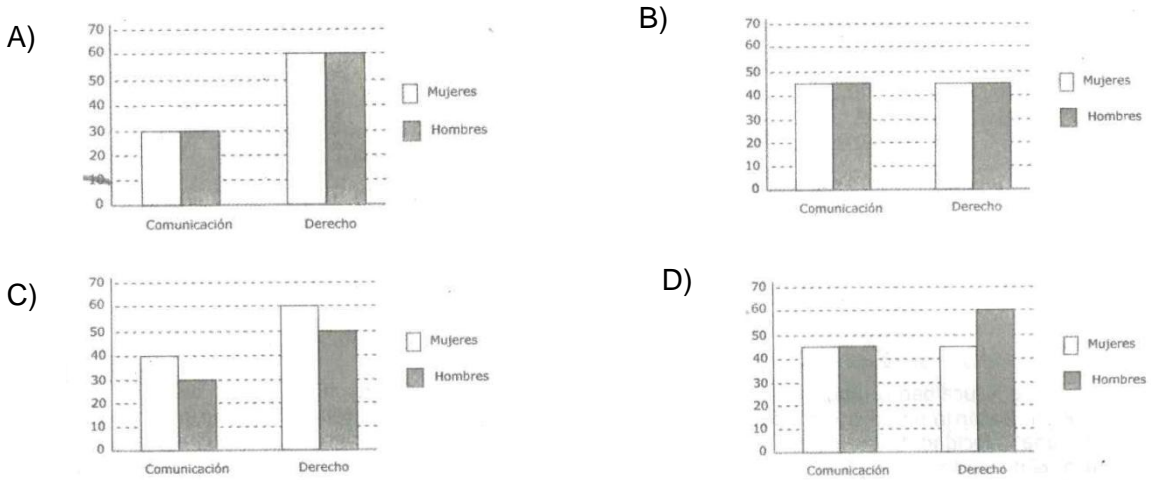 A)
70
60
50
40
30
20
10
0
Comunicación
Derecho
Mujeres
Hombres
B)
70
60
50
40
30
20
10
0
Comunicación
Derecho
Mujeres
Hombres
C)
70
60
50
40
30
20
10
0
Comunicación
Derecho
Mujeres
Hombres
D)
70
60
50
40
30
20
10
0
Comunicación
Derecho
Mujeres
Hombres